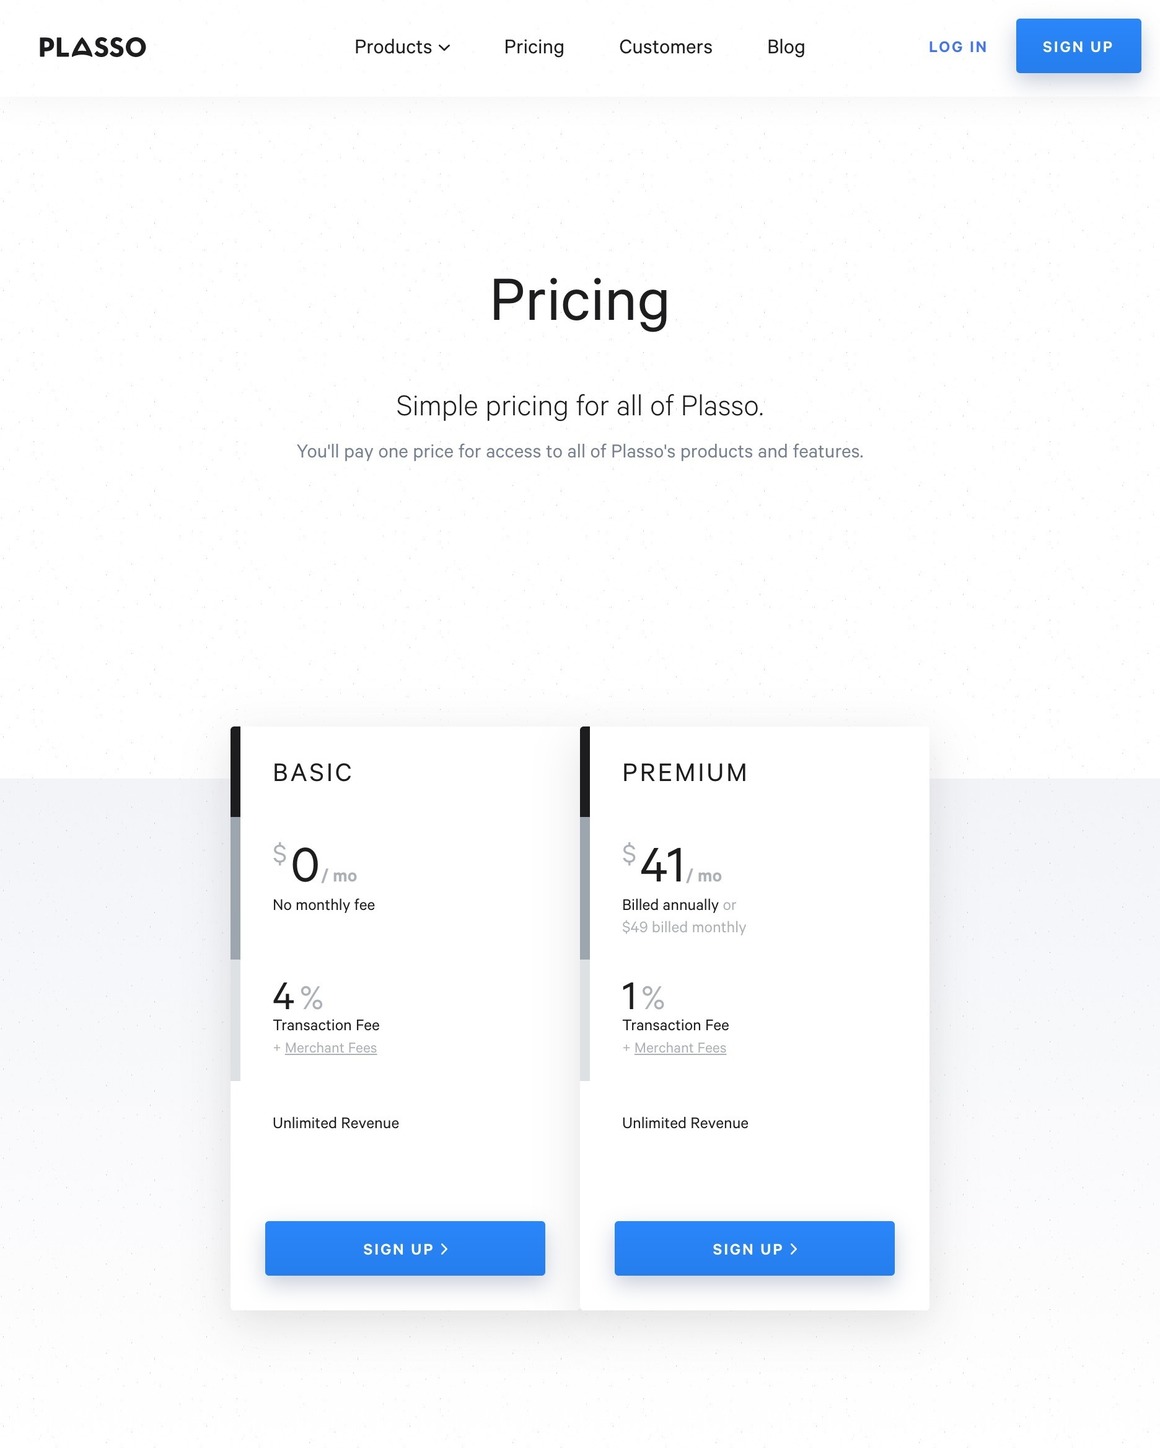 PLASSO
Products
Pricing
Customers
Blog
LOG IN
SIGN UP
Pricing
Simple pricing for all of Plasso.
You'll pay one price for access to all of Plasso's products and features.
BASIC
$0/ mo
No monthly fee
4%
Transaction Fee
+ Merchant Fees
Unlimited Revenue
SIGN UP >
PREMIUM
$41/ mo
Billed annually or
$49 billed monthly
1%
Transaction Fee
+ Merchant Fees
Unlimited Revenue
SIGN UP >